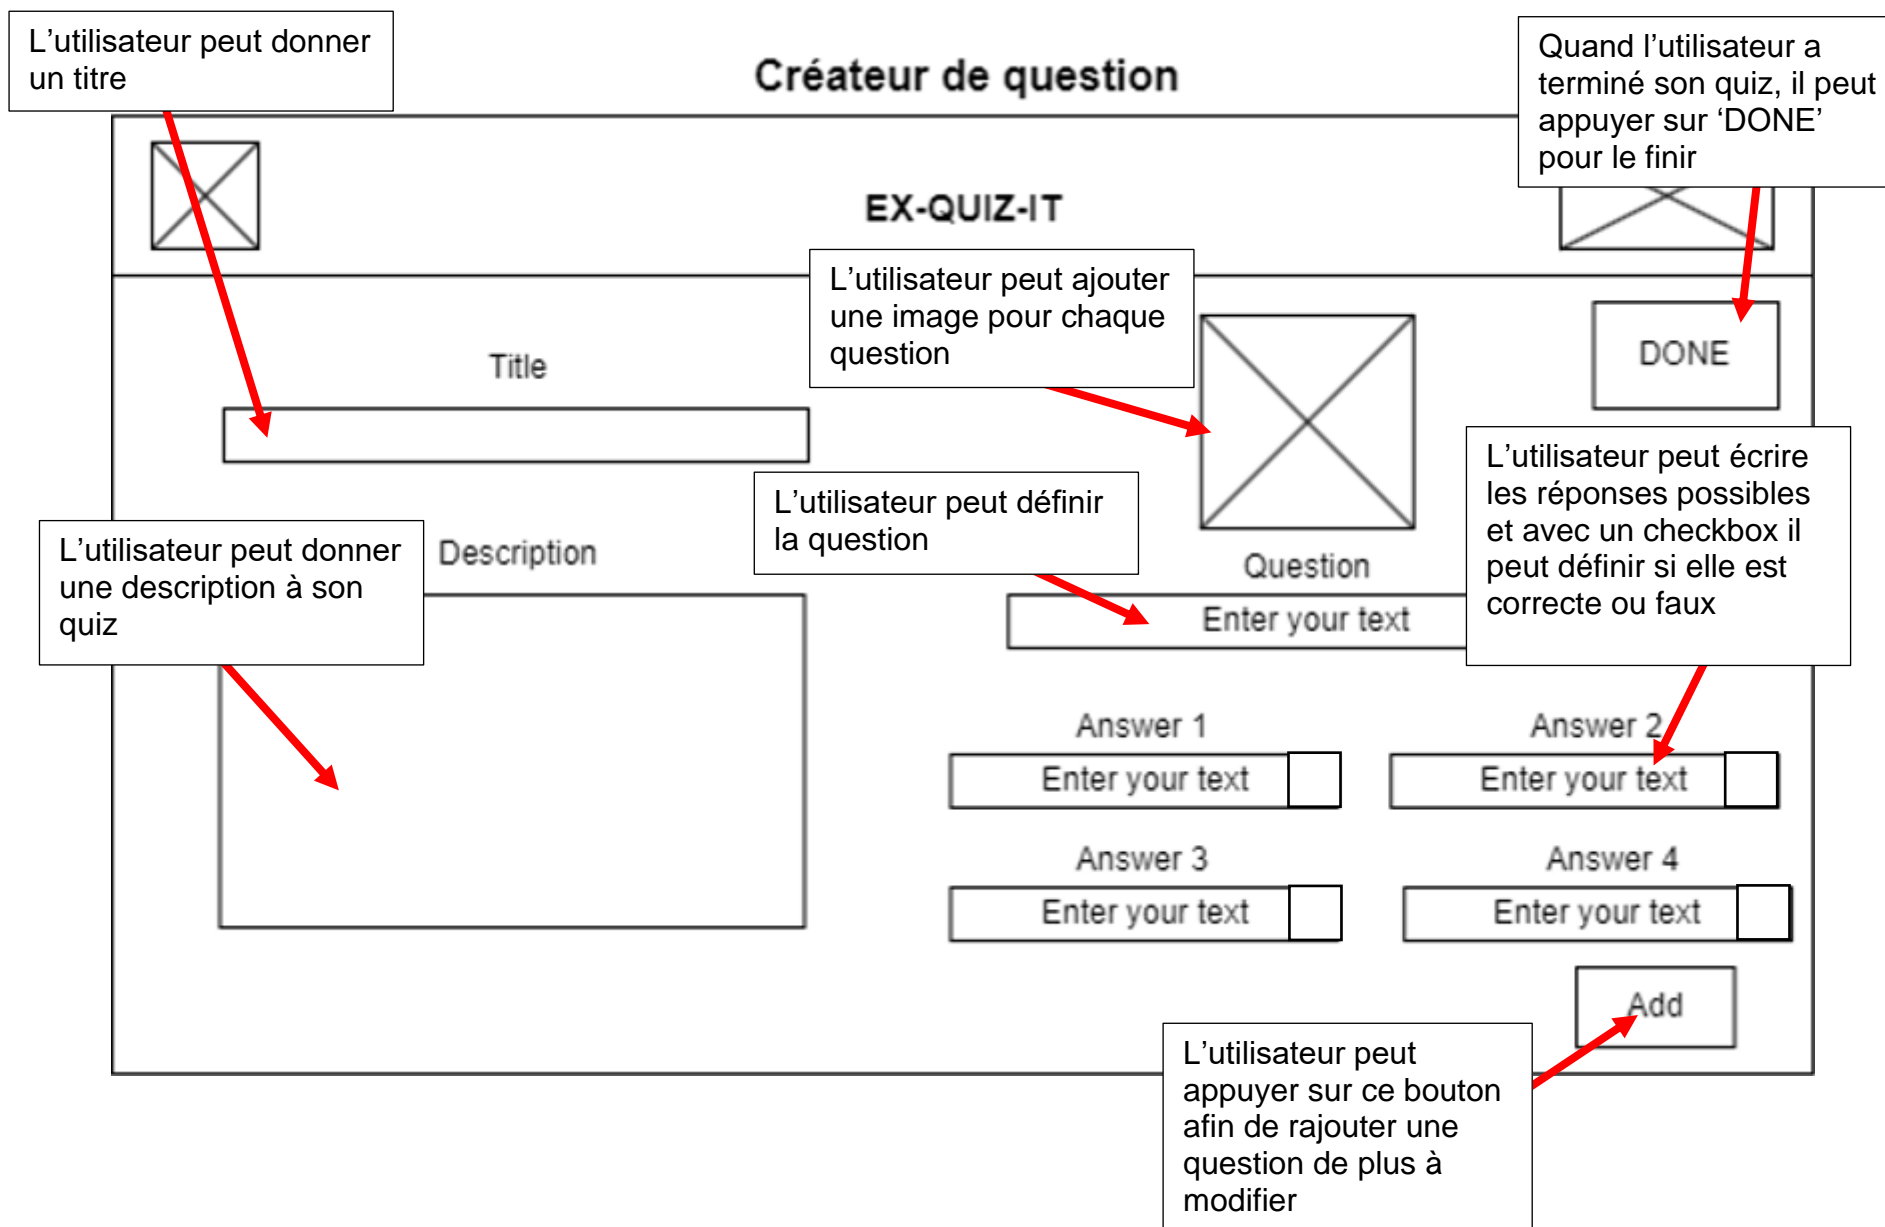 L’utilisateur peut donner
un titre
Créateur de question
Quand l’utilisateur a
terminé son quiz, il peut
appuyer sur ‘DONE’
pour le finir
EX-QUIZ-IT
L’utilisateur peut ajouter
une image pour chaque
question
DONE
Title
L’utilisateur peut écrire
les réponses possibles
et avec un checkbox il
peut définir si elle est
correcte ou faux
L’utilisateur peut définir
la question
L’utilisateur peut donner
une description à son
quiz
Description
Question
Enter your text
Answer 1
Answer 2
Enter your text
Enter your text
Answer 3
Answer 4
Enter your text
Enter your text
Add
L’utilisateur peut
appuyer sur ce bouton
afin de rajouter une
question de plus à
modifier